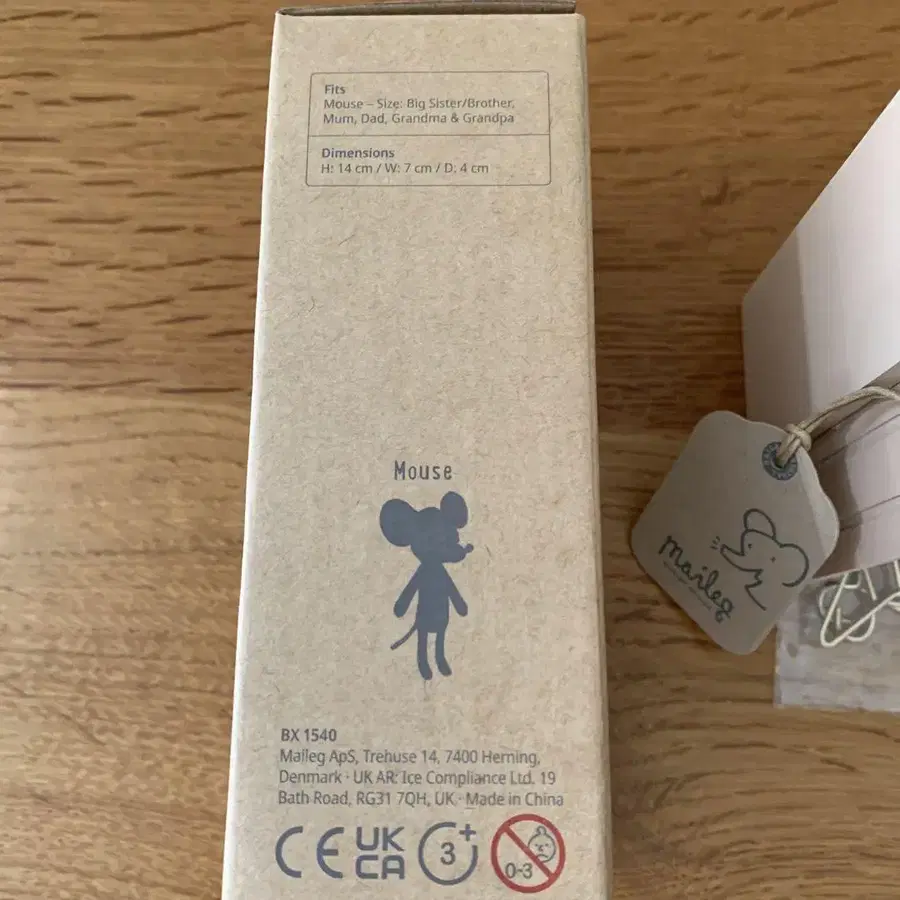 Fits
Mouse – Size: Big Sister/Brother,
Mum, Dad, Grandma & Grandpa
Dimensions
H: 14 cm / W: 7 cm / D: 4 cm
Mouse
maileg
BX 1540
Maileg ApS, Trehuse 14, 7400 Herning,
Denmark · UK AR: Ice Compliance Ltd. 19
Bath Road, RG31 7QH, UK · Made in China
CE UK CA 3+ 0-3